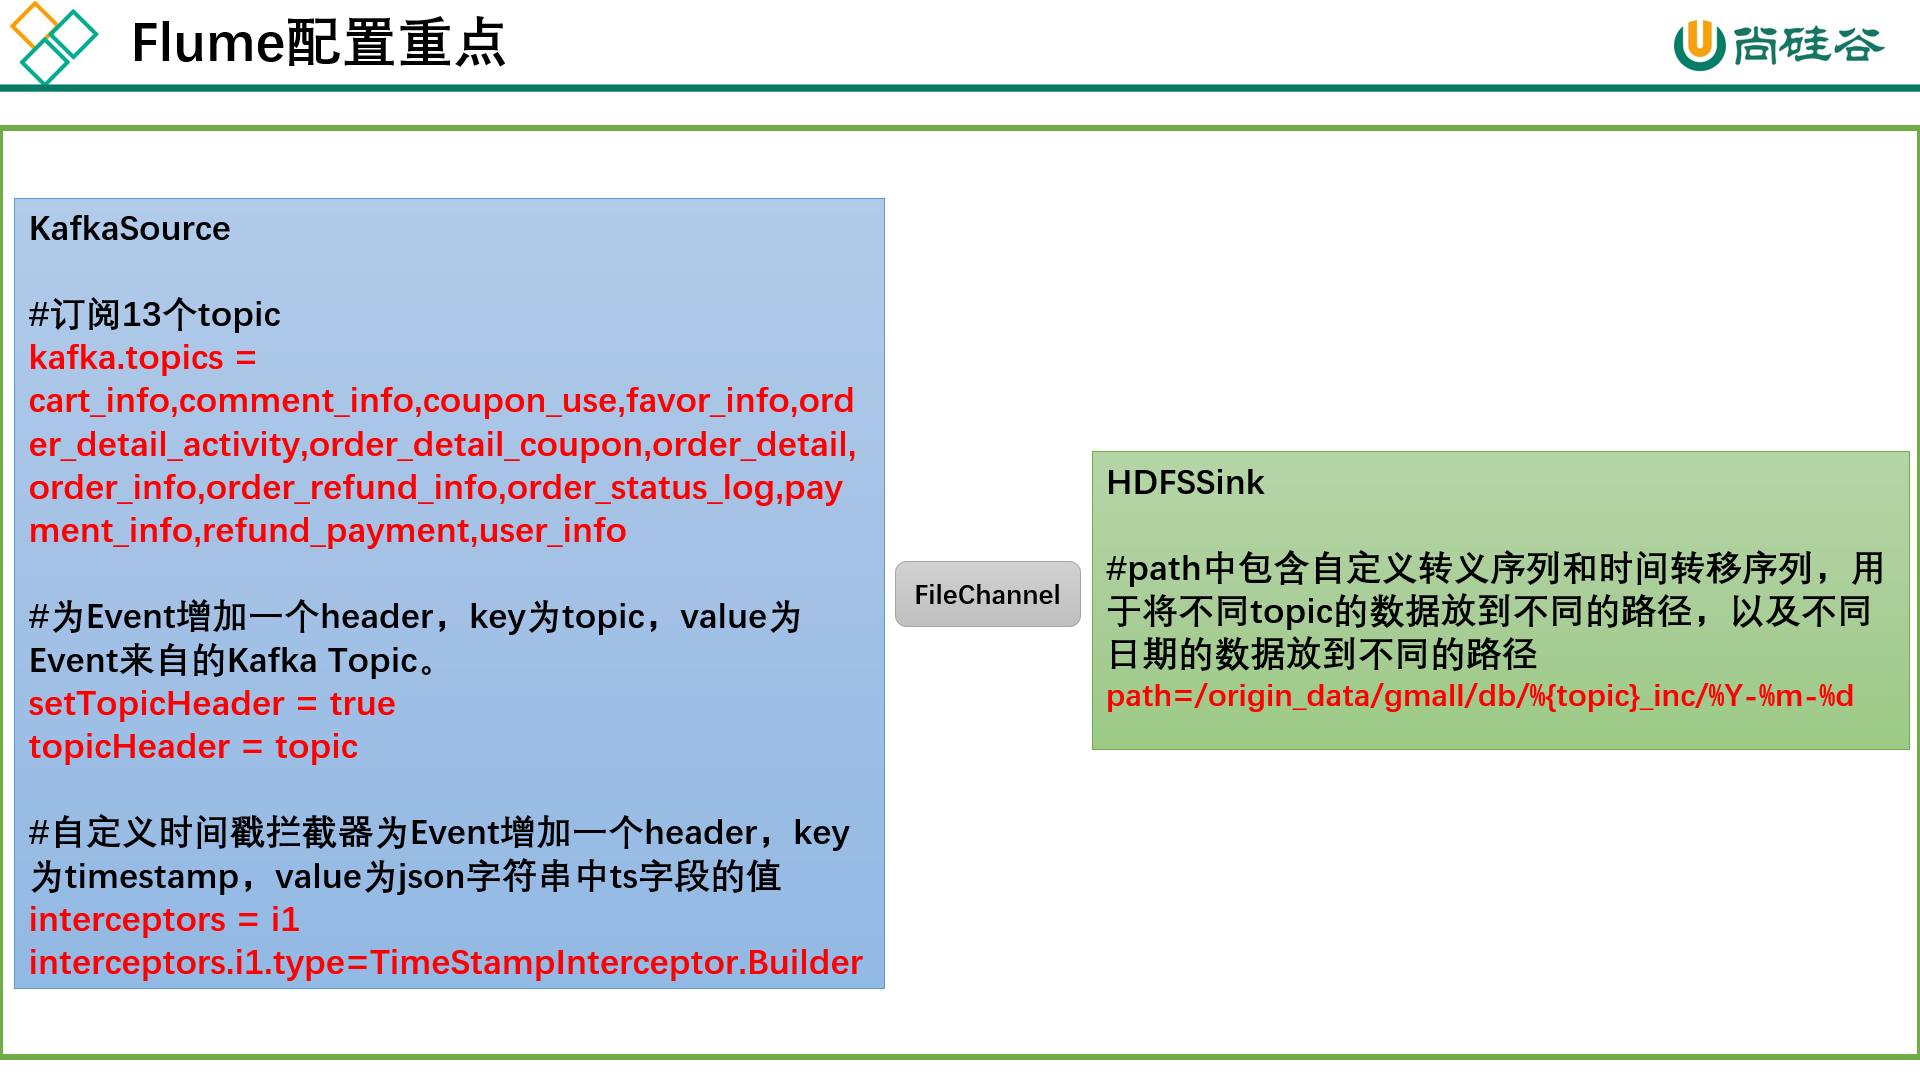 Flume配置重点
尚硅谷
KafkaSource
#订阅13个topic
kafka.topics =
cart_info,comment_info,coupon_use,favor_info,ord
er_detail_activity,order_detail_coupon,order_detail,
order_info,order_refund_info,order_status_log,pay
ment_info,refund_payment,user_info
#为Event增加一个header，key为topic，value为
Event来自的Kafka Topic。
setTopicHeader = true
topicHeader = topic
#自定义时间戳拦截器为Event增加一个header，key
为timestamp，value为json字符串中ts字段的值
interceptors = i1
interceptors.i1.type=TimeStampInterceptor.Builder
FileChannel
HDFSSink
#path中包含自定义转义序列和时间转移序列，用
于将不同topic的数据放到不同的路径，以及不同
日期的数据放到不同的路径
path=/origin_data/gmall/db/%{topic}_inc/%Y-%m-%d